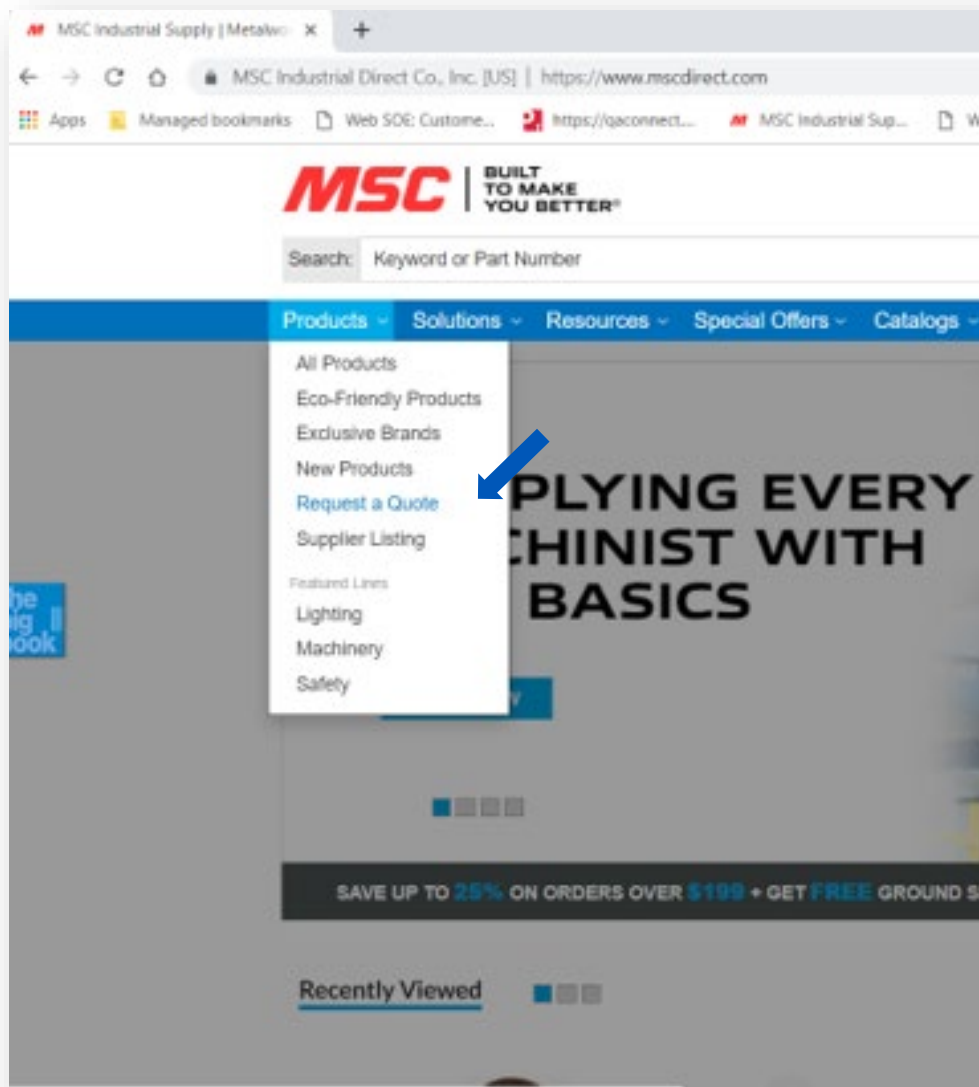 MSC Industrial Supply | Metalwo
MSC Industrial Direct Co., Inc. [US] | https://www.mscdirect.com
Apps Managed bookmarks Web SOE: Custome... https://qaconnect.... MSC Industrial Sup... W
MSC
BUILT
TO MAKE
YOU BETTER®
Search: Keyword or Part Number
Products Solutions Resources Special Offers Catalogs
All Products
Eco-Friendly Products
Exclusive Brands
New Products
Request a Quote
Supplier Listing
Featured Lines
Lighting
Machinery
Safety
PLYING EVERY
CHINIST WITH
BASICS
he
ig
ook
SAVE UP TO 25% ON ORDERS OVER $199 + GET FREE GROUND S
Recently Viewed